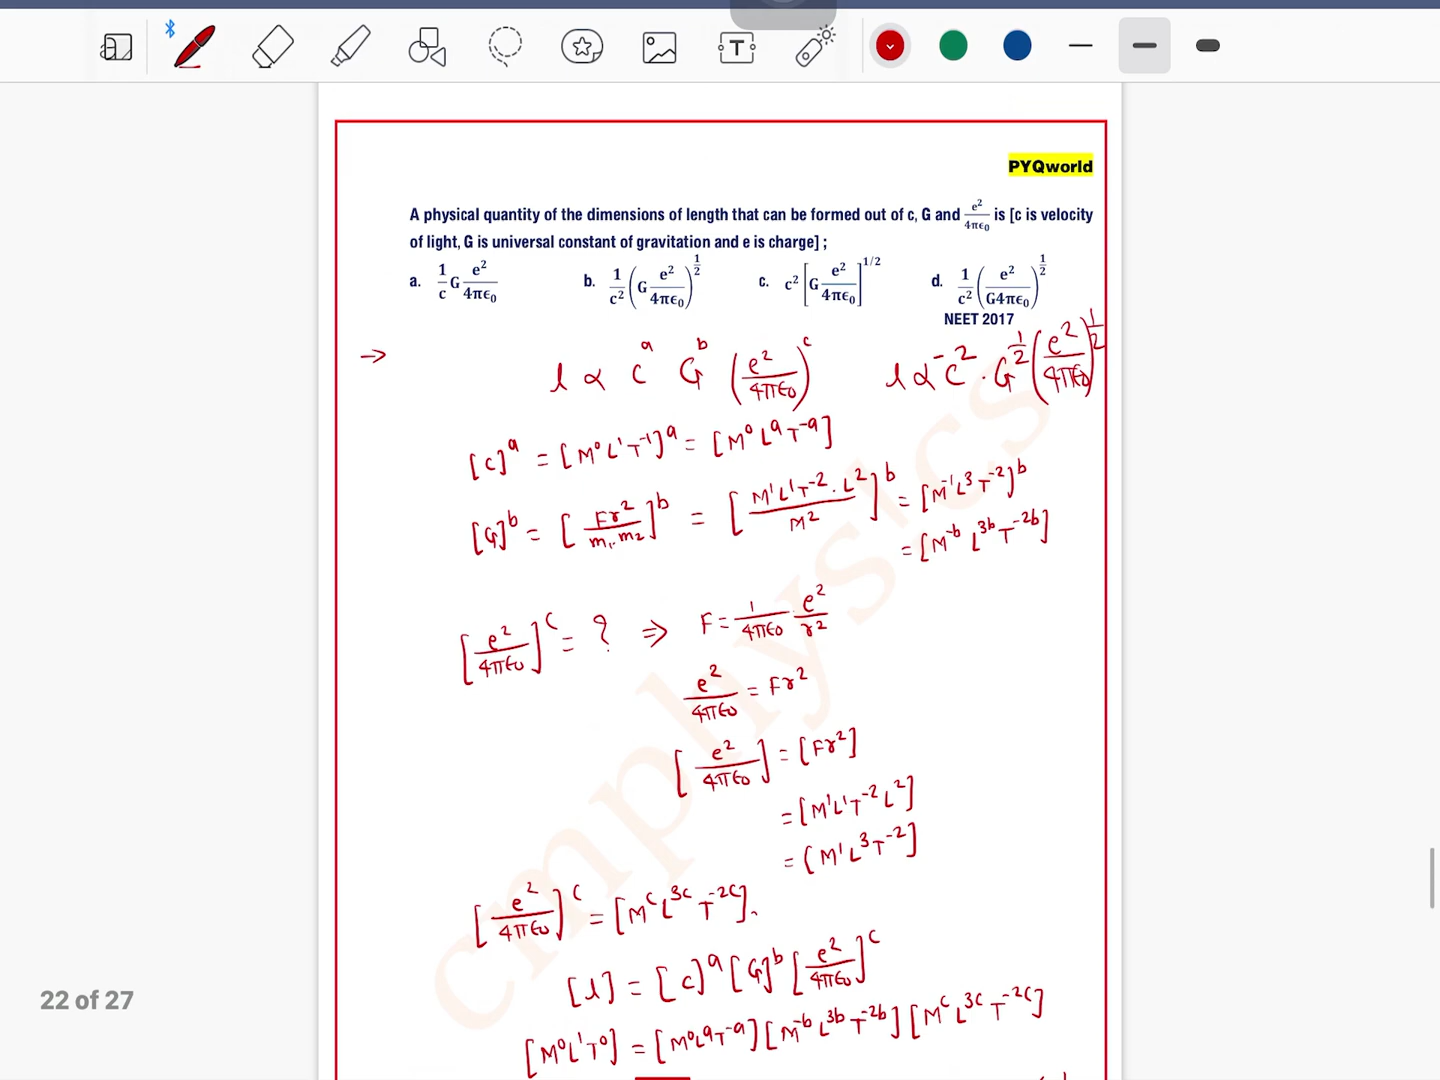 PYQworld
A physical quantity of the dimensions of length that can be formed out of c, G and e²/4πϵ₀ is [c is velocity
of light, G is universal constant of gravitation and e is charge] ;
a. 1/c G e²/4πϵ₀ b. 1/c² (G e²/4πϵ₀)^(1/2) c. c² [G e²/4πϵ₀]^(1/2) d. 1/c² (e²/G4πϵ₀)^(1/2)
NEET 2017
→ l ∝ c^a G^b (e²/4πϵ₀)^c l ∝ c^-2 · G^(1/2) (e²/4πϵ₀)^(1/2)
[c]^a = [M⁰L¹T⁻¹]^a = [M⁰L^aT^-a]
[G]^b = [Fr²/m₁.m₂]^b = [M¹L¹T⁻².L²/M²]^b = [M⁻¹L³T⁻²]^b
= [M^-b L^3b T^-2b]
[e²/4πϵ₀]^c = ? ⇒ F = 1/4πϵ₀ e²/r²
e²/4πϵ₀ = Fr²
[e²/4πϵ₀] = [Fr²]
= [M¹L¹T⁻²L²]
= [M¹L³T⁻²]
[e²/4πϵ₀]^c = [M^c L^3c T^-2c].
[l] = [c]^a [G]^b [e²/4πϵ₀]^c
[M⁰L¹T⁰] = [M⁰L^aT^-a] [M^-b L^3b T^-2b] [M^c L^3c T^-2c]
cmphysics
22 of 27